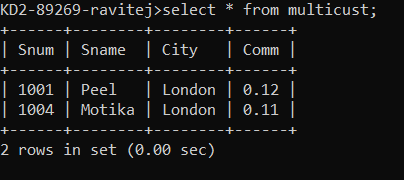 KD2-89269-ravitej>select * from multicust;
+------+--------+--------+------+
| Snum | Sname  | City   | Comm |
+------+--------+--------+------+
| 1001 | Peel   | London | 0.12 |
| 1004 | Motika | London | 0.11 |
+------+--------+--------+------+
2 rows in set (0.00 sec)